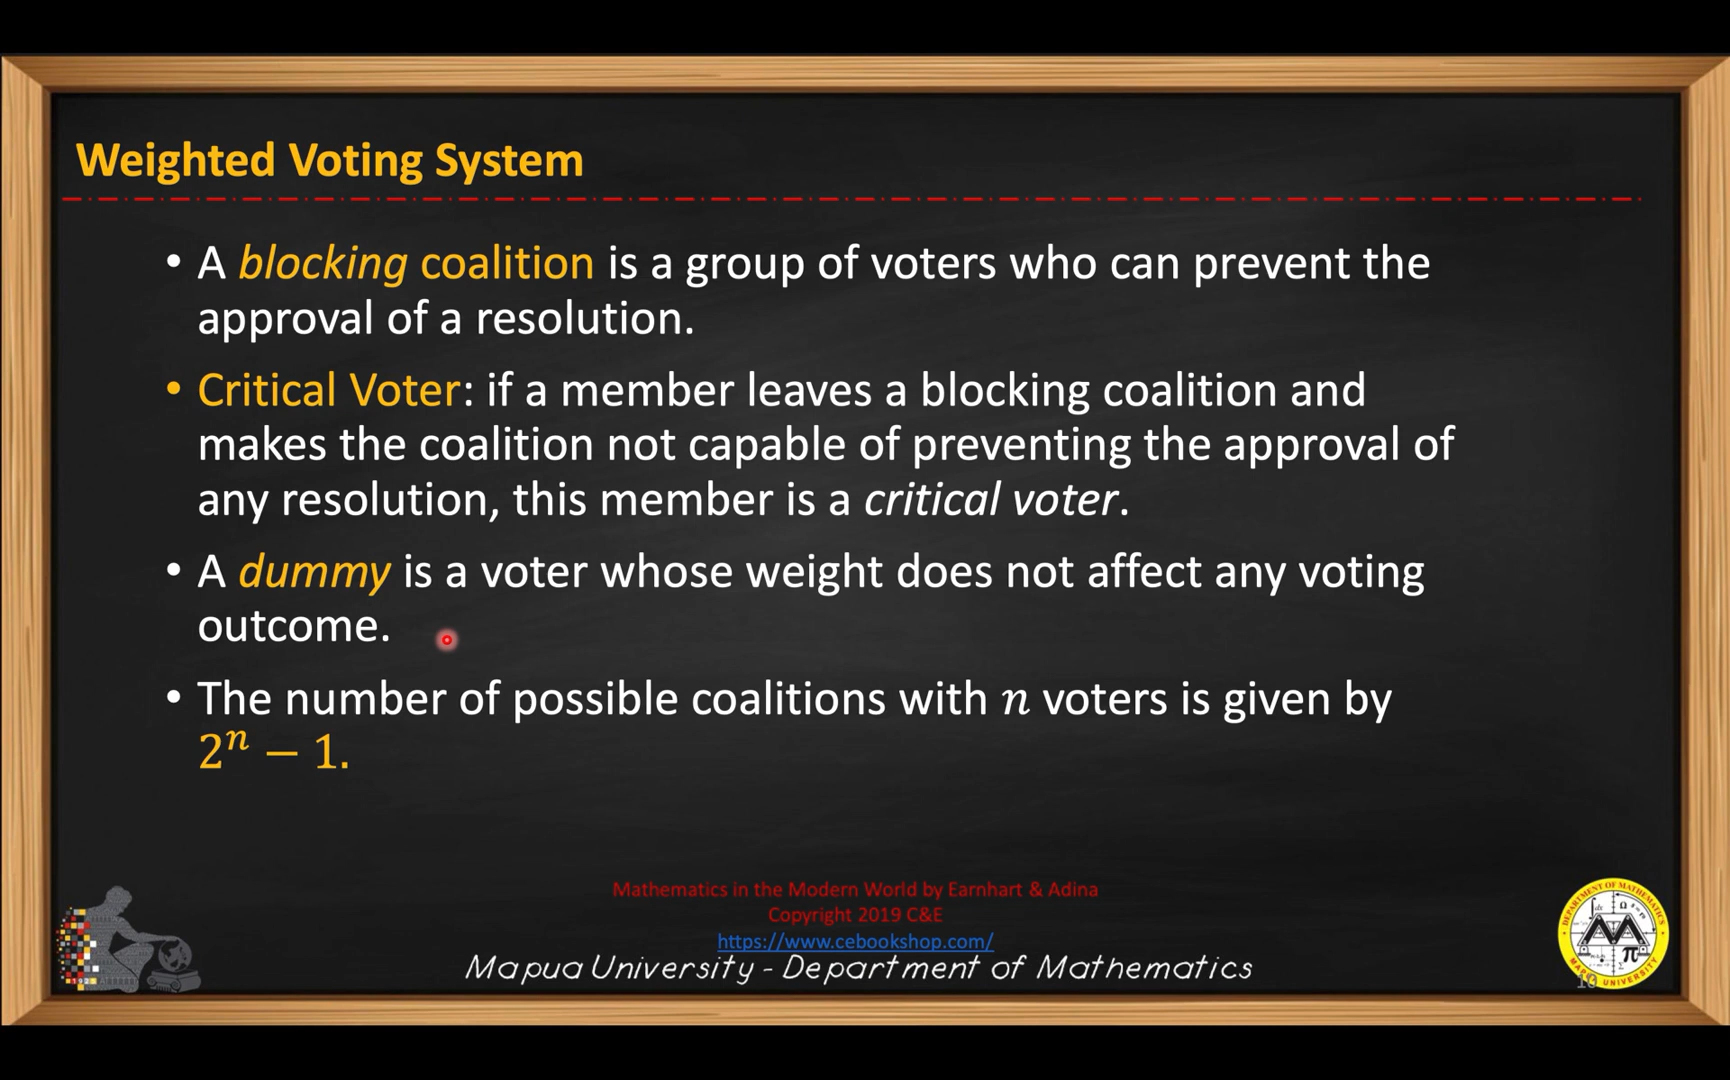 Weighted Voting System
• A blocking coalition is a group of voters who can prevent the
approval of a resolution.
• Critical Voter: if a member leaves a blocking coalition and
makes the coalition not capable of preventing the approval of
any resolution, this member is a critical voter.
• A dummy is a voter whose weight does not affect any voting
outcome.
• The number of possible coalitions with n voters is given by
2ⁿ − 1.
Mathematics in the Modern World by Earnhart & Adina
Copyright 2019 C&E
https://www.cebookshop.com/
Mapua University - Department of Mathematics
DEPARTMENT OF MATHEMATICS